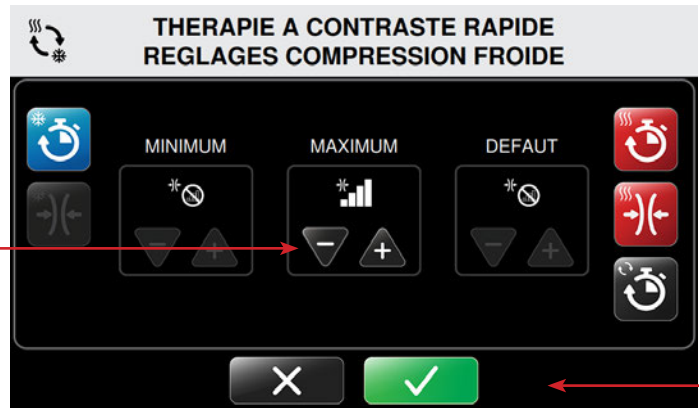 THERAPIE A CONTRASTE RAPIDE
REGLAGES COMPRESSION FROIDE
MINIMUM MAXIMUM DEFAUT